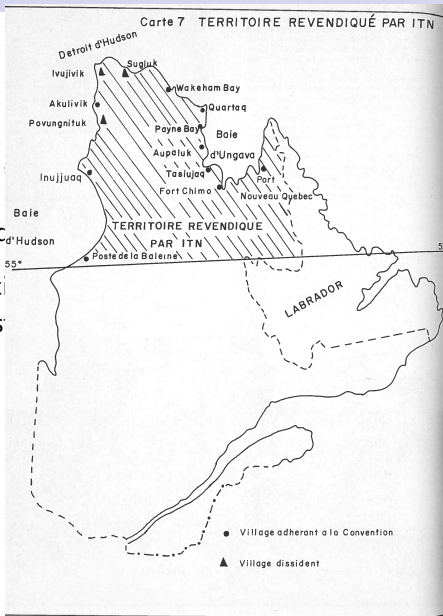 Carte 7 TERRITOIRE REVENDIQUÉ PAR ITN
Detroit d'Hudson
Ivujivik
Sugluk
Wakeham Bay
Akulivik
Quartaq
Povungnituk
Payne Bay
Baie
d'Ungava
Aupaluk
Taslujaq
Port
Inujjuaq
Fort Chimo
Nouveau Quebec
Baie
d'Hudson
TERRITOIRE REVENDIQUE
PAR ITN
Poste de la Baleine
55°
LABRADOR
Village adherant a la Convention
Village dissident